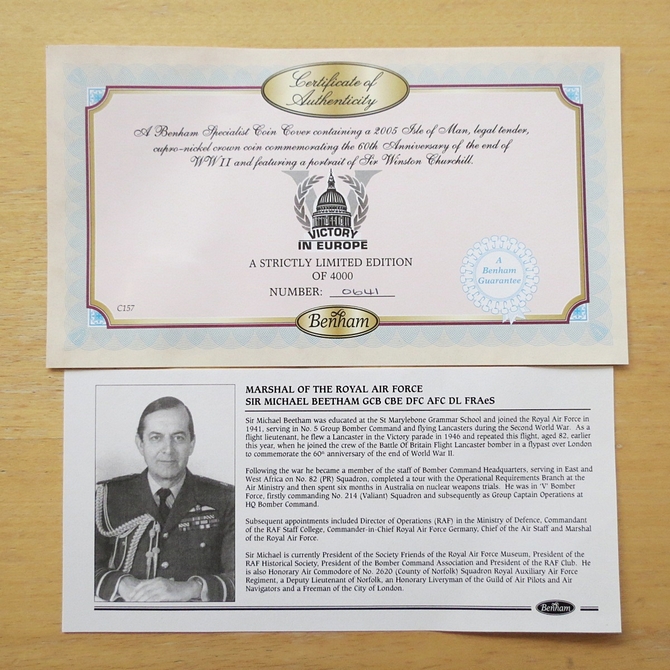 Certificate of
Authenticity
A Benham Specialist Coin Cover containing a 2005 Isle of Man, legal tender,
cupro-nickel crown coin commemorating the 60th Anniversary of the end of
WWII and featuring a portrait of Sir Winston Churchill.
V
VICTORY
IN EUROPE
A STRICTLY LIMITED EDITION
OF 4000
NUMBER: 0641
A
Benham
Guarantee
C157
Benham
MARSHAL OF THE ROYAL AIR FORCE
SIR MICHAEL BEETHAM GCB CBE DFC AFC DL FRAeS
Sir Michael Beetham was educated at the St Marylebone Grammar School and joined the Royal Air Force in
1941, serving in No. 5 Group Bomber Command and flying Lancasters during the Second World War. As a
flight lieutenant, he flew a Lancaster in the Victory parade in 1946 and repeated this flight, aged 82, earlier
this year, when he joined the crew of the Battle Of Britain Flight Lancaster bomber in a flypast over London
to commemorate the 60th anniversary of the end of World War II.
Following the war he became a member of the staff of Bomber Command Headquarters, serving in East and
West Africa on No. 82 (PR) Squadron, completed a tour with the Operational Requirements Branch at the
Air Ministry and then spent six months in Australia on nuclear weapons trials. He was in 'V' Bomber
Force, firstly commanding No. 214 (Valiant) Squadron and subsequently as Group Captain Operations at
HQ Bomber Command.
Subsequent appointments included Director of Operations (RAF) in the Ministry of Defence, Commandant
of the RAF Staff College, Commander-in-Chief Royal Air Force Germany, Chief of the Air Staff and Marshal
of the Royal Air Force.
Sir Michael is currently President of the Society Friends of the Royal Air Force Museum, President of the
RAF Historical Society, President of the Bomber Command Association and President of the RAF Club. He
is also Honorary Air Commodore of No. 2620 (County of Norfolk) Squadron Royal Auxiliary Air Force
Regiment, a Deputy Lieutenant of Norfolk, an Honorary Liveryman of the Guild of Air Pilots and Air
Navigators and a Freeman of the City of London.
Benham